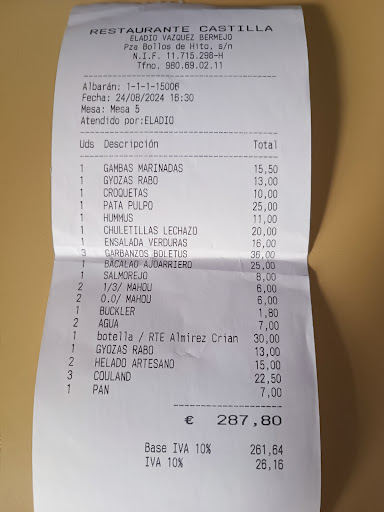 RESTAURANTE CASTILLA
ELADIO VAZQUEZ BERMEJO
Pza Bollos de Hito, s/n
N.I.F. 11.715.298-H
Tfno. 980.69.02.11
Albarán: 1-1-1-15006
Fecha: 24/08/2024 16:30
Mesa: Mesa 5
Atendido por:ELADIO
Uds Descripción Total
1 GAMBAS MARINADAS 15,50
1 GYOZAS RABO 13,00
1 CROQUETAS 10,00
1 PATA PULPO 25,00
1 HUMMUS 11,00
1 CHULETILLAS LECHAZO 20,00
1 ENSALADA VERDURAS 16,00
3 GARBANZOS BOLETUS 36,00
1 BACALAO AJOARRIERO 25,00
1 SALMOREJO 8,00
2 1/3/ MAHOU 6,00
2 0.0/ MAHOU 6,00
1 BUCKLER 1,80
2 AGUA 7,00
1 botella / RTE Almirez Crian 30,00
1 GYOZAS RABO 13,00
2 HELADO ARTESANO 15,00
3 COULAND 22,50
1 PAN 7,00
€ 287,80
Base IVA 10% 261,64
IVA 10% 26,16